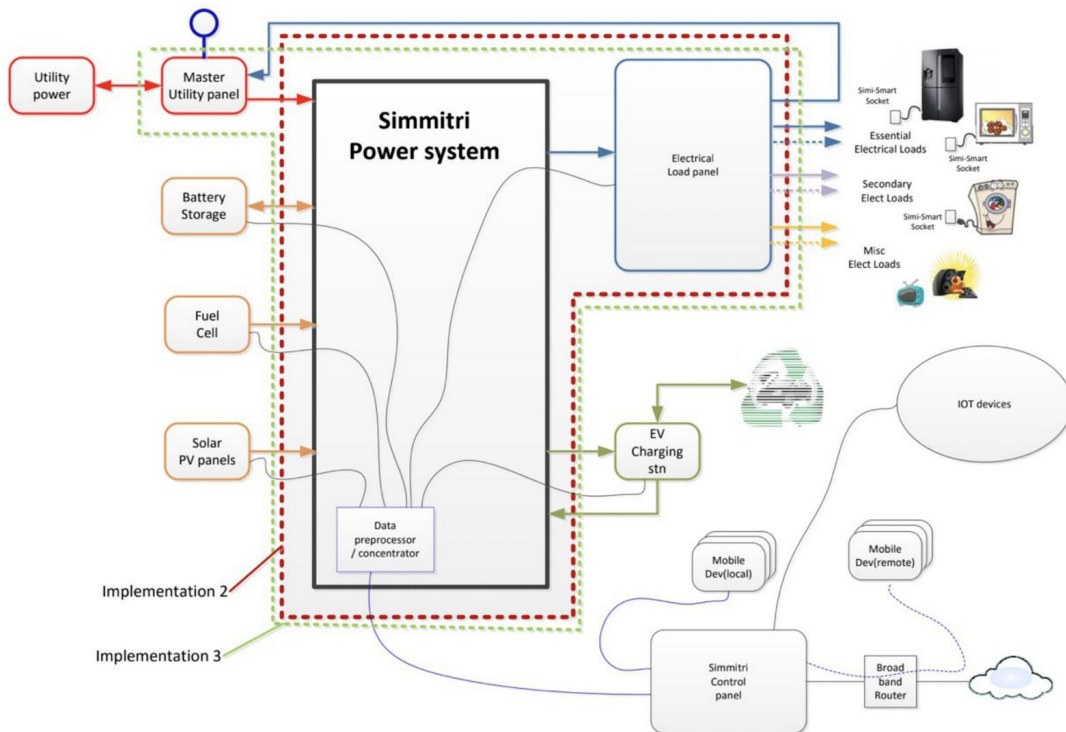 Utility
power
Master
Utility panel
Simmitri
Power system
Electrical
Load panel
Simi-Smart
Socket
Essential
Electrical Loads
Simi-Smart
Socket
Secondary
Elect Loads
Simi-Smart
Socket
Misc
Elect Loads
Battery
Storage
Fuel
Cell
Solar
PV panels
EV
Charging
stn
IOT devices
Data
preprocessor
/ concentrator
Mobile
Dev(local)
Mobile
Dev(remote)
Implementation 2
Implementation 3
Simmitri
Control
panel
Broad
band
Router